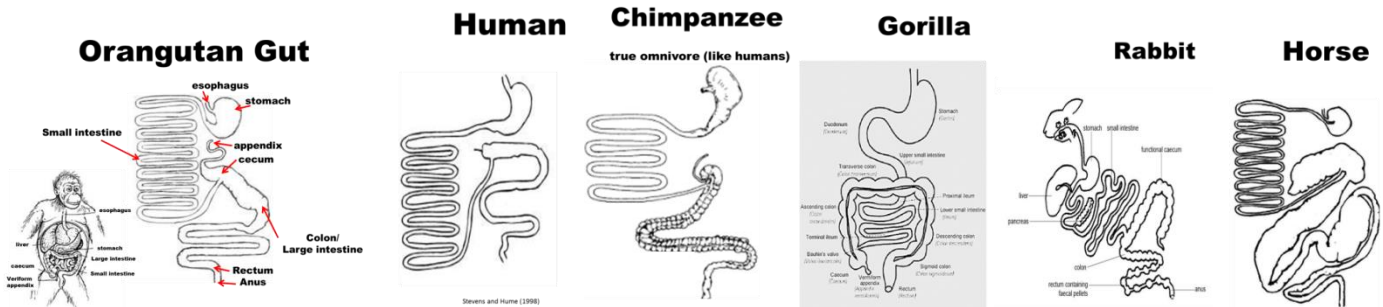 Orangutan Gut
esophagus
stomach
Small intestine
appendix
cecum
Colon/
Large intestine
Rectum
Anus
esophagus
liver
stomach
Large intestine
caecum
Small intestine
Veriform
appendix
Human
Stevens and Hume (1998)
Chimpanzee
true omnivore (like humans)
Gorilla
Stomach
Duodenum
Upper small intestine
Transverse colon
Ascending colon
Proximal ileum
Lower small intestine
Terminal ileum
Descending colon
Sigmoid colon
Caecum
Vermiform
appendix
Rectum
Rabbit
stomach
small intestine
functional caecum
liver
pancreas
colon
rectum containing
faecal pellets
anus
Horse